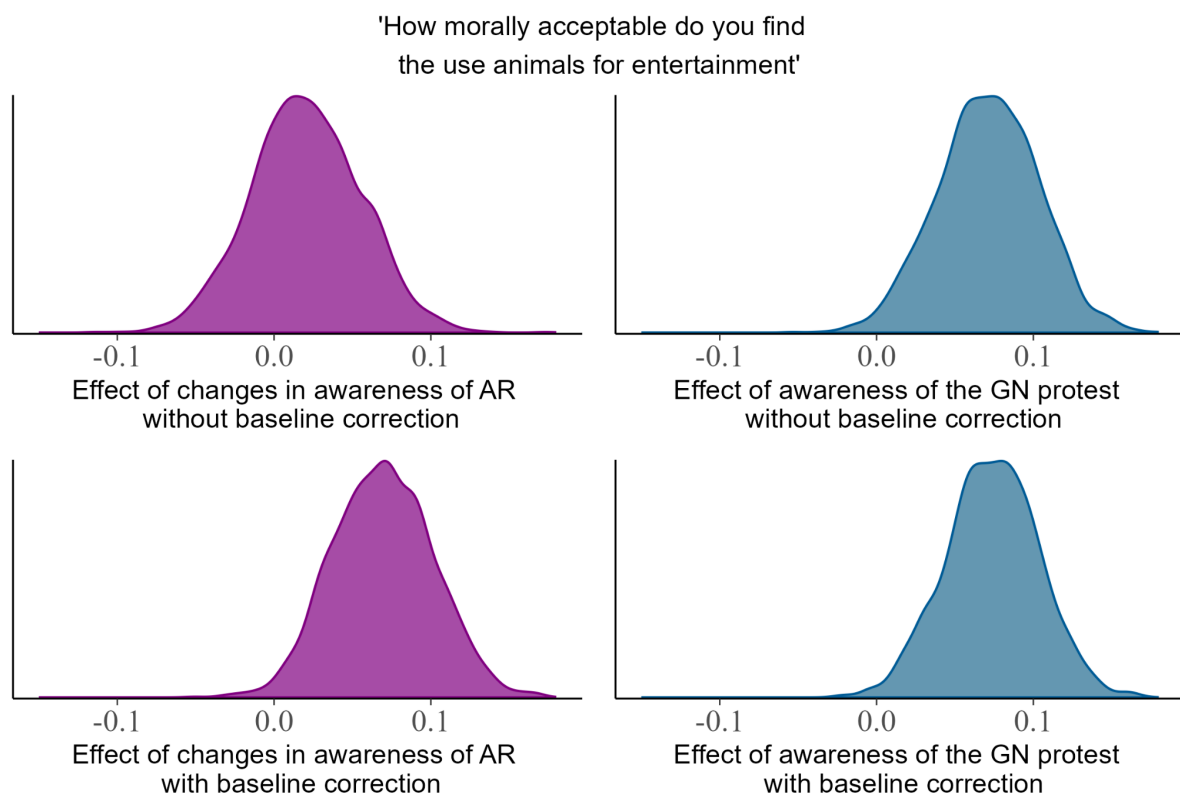 'How morally acceptable do you find
the use animals for entertainment'
-0.1 0.0 0.1
Effect of changes in awareness of AR
without baseline correction
-0.1 0.0 0.1
Effect of awareness of the GN protest
without baseline correction
-0.1 0.0 0.1
Effect of changes in awareness of AR
with baseline correction
-0.1 0.0 0.1
Effect of awareness of the GN protest
with baseline correction